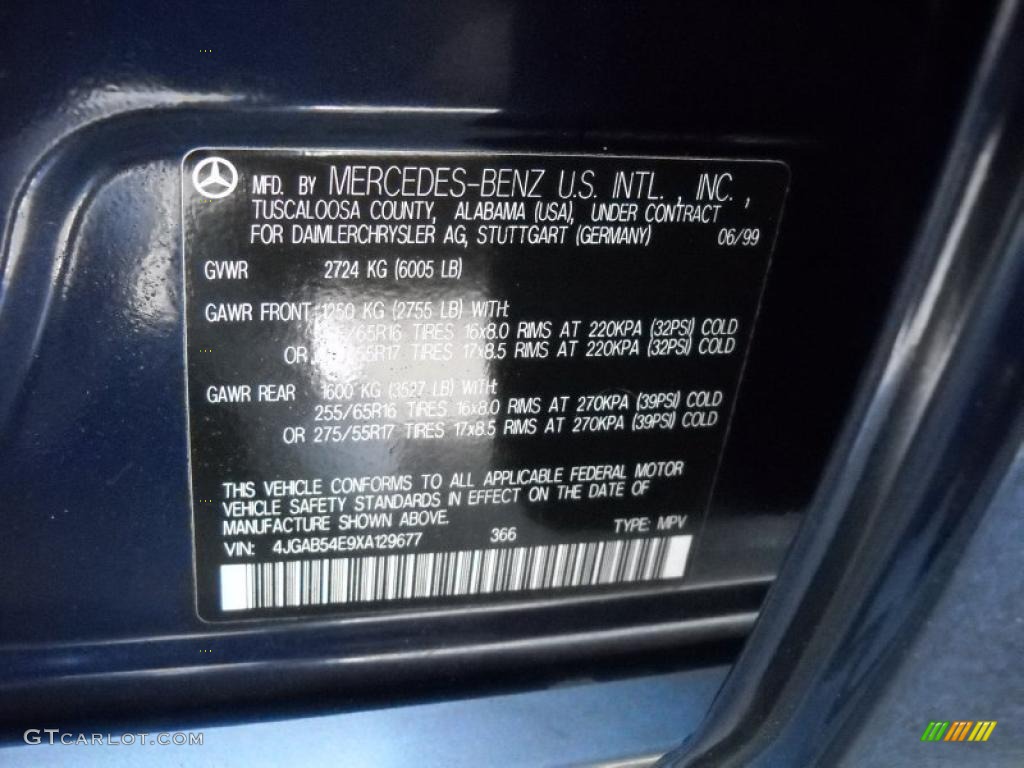 MFD. BY MERCEDES-BENZ U.S. INTL., INC.,
TUSCALOOSA COUNTY, ALABAMA (USA), UNDER CONTRACT
FOR DAIMLERCHRYSLER AG, STUTTGART (GERMANY) 06/99
GVWR 2724 KG (6005 LB)
GAWR FRONT 1250 KG (2755 LB) WITH:
/65R16 TIRES 16x8.0 RIMS AT 220KPA (32PSI) COLD
OR /55R17 TIRES 17x8.5 RIMS AT 220KPA (32PSI) COLD
GAWR REAR 1600 KG (3527 LB) WITH:
255/65R16 TIRES 16x8.0 RIMS AT 270KPA (39PSI) COLD
OR 275/55R17 TIRES 17x8.5 RIMS AT 270KPA (39PSI) COLD
THIS VEHICLE CONFORMS TO ALL APPLICABLE FEDERAL MOTOR
VEHICLE SAFETY STANDARDS IN EFFECT ON THE DATE OF
MANUFACTURE SHOWN ABOVE.
VIN: 4JGAB54E9XA129677 366 TYPE: MPV
GTCARLOT.COM